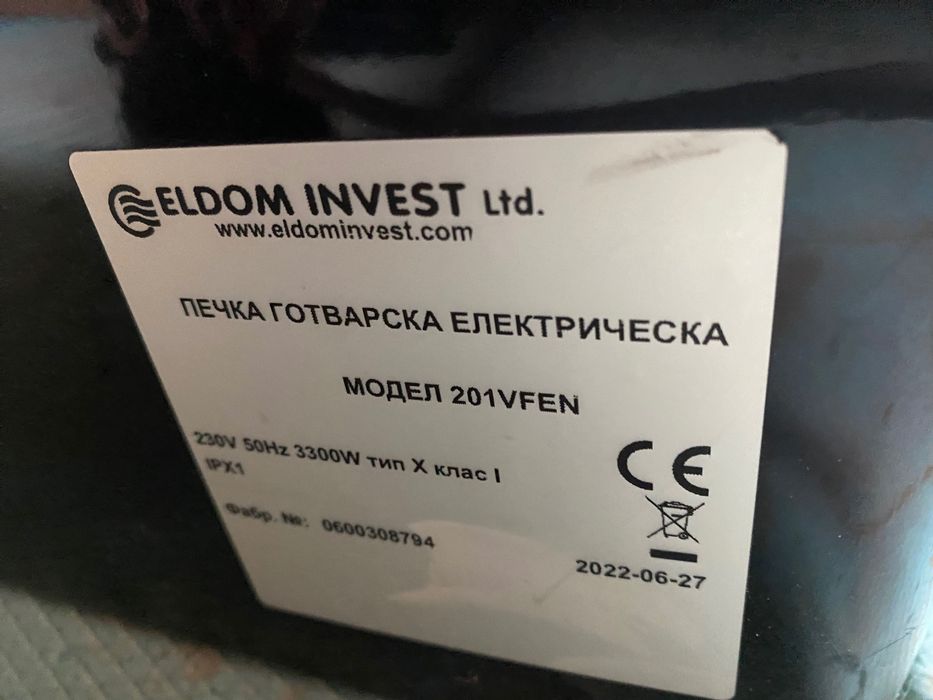 ELDOM INVEST Ltd.
www.eldominvest.com
ПЕЧКА ГОТВАРСКА ЕЛЕКТРИЧЕСКА
МОДЕЛ 201VFEN
230V 50Hz 3300W тип X клас I
IPX1
Фабр. №: 0600308794
CE
2022-06-27